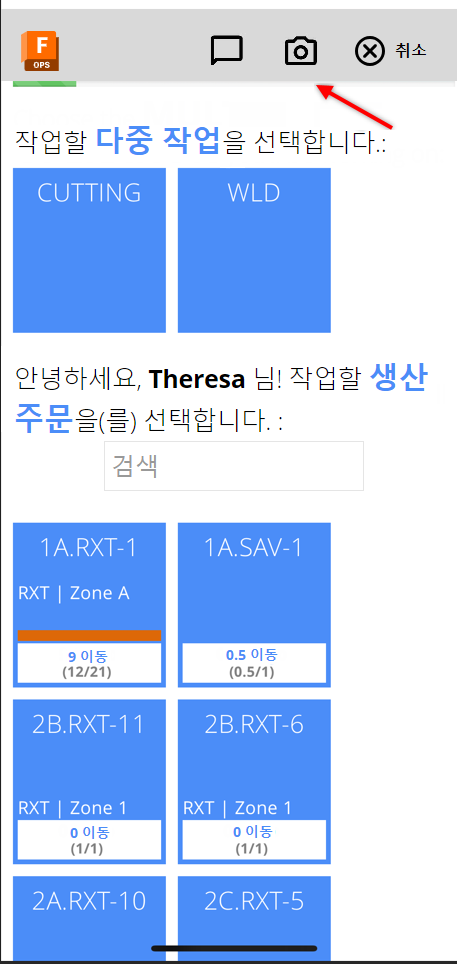 F
OPS
취소
작업할 다중 작업을 선택합니다.:
CUTTING
WLD
안녕하세요, Theresa 님! 작업할 생산
주문을(를) 선택합니다. :
검색
1A.RXT-1
RXT | Zone A
9 이동
(12/21)
1A.SAV-1
0.5 이동
(0.5/1)
2B.RXT-11
RXT | Zone 1
0 이동
(1/1)
2B.RXT-6
RXT | Zone 1
0 이동
(1/1)
2A.RXT-10
2C.RXT-5